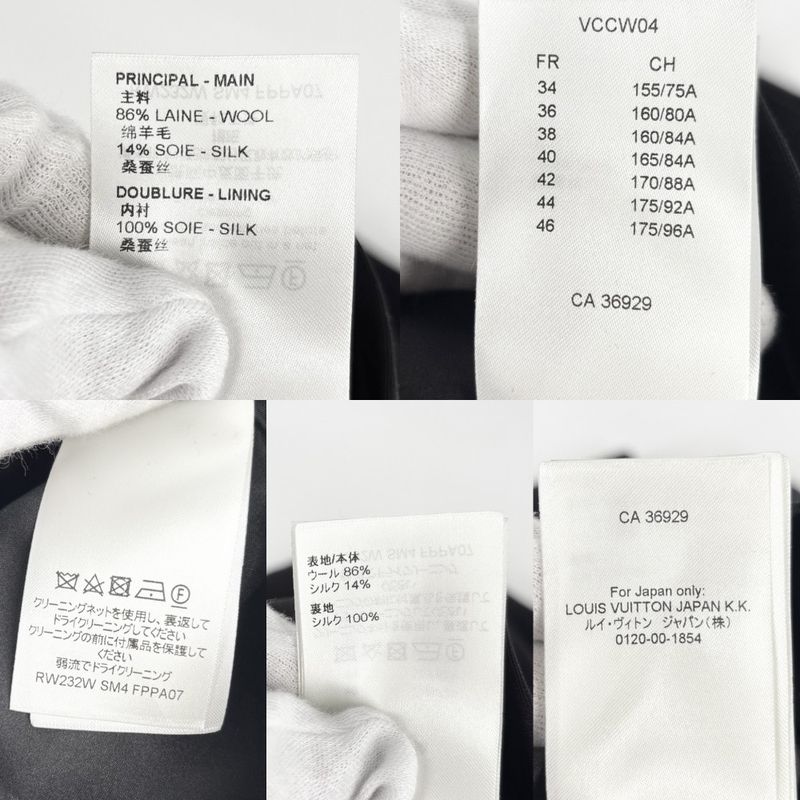 PRINCIPAL - MAIN
主料
86% LAINE - WOOL
绵羊毛
14% SOIE - SILK
桑蚕丝
DOUBLURE - LINING
内衬
100% SOIE - SILK
桑蚕丝
VCCW04
FR CH
34 155/75A
36 160/80A
38 160/84A
40 165/84A
42 170/88A
44 175/92A
46 175/96A
CA 36929
クリーニングネットを使用し、裏返して
ドライクリーニングしてください
クリーニングの前に付属品を保護して
ください
弱流でドライクリーニング
RW232W SM4 FPPA07
表地/本体
ウール 86%
シルク 14%
裏地
シルク 100%
CA 36929
For Japan only:
LOUIS VUITTON JAPAN K.K.
ルイ・ヴィトン ジャパン(株)
0120-00-1854